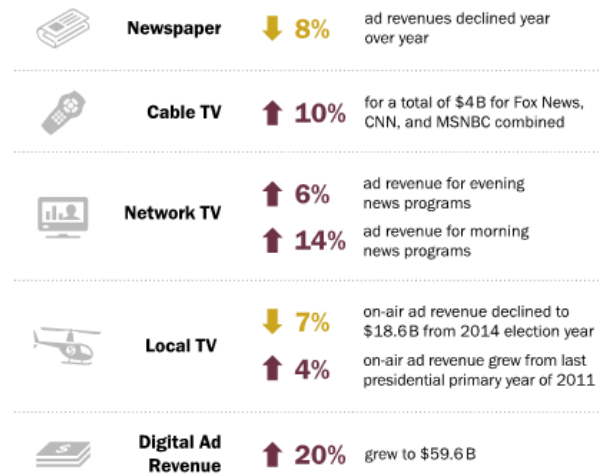 Newspaper
8%
ad revenues declined year
over year
Cable TV
10%
for a total of $4B for Fox News,
CNN, and MSNBC combined
Network TV
6%
ad revenue for evening
news programs
14%
ad revenue for morning
news programs
Local TV
7%
on-air ad revenue declined to
$18.6B from 2014 election year
4%
on-air ad revenue grew from last
presidential primary year of 2011
Digital Ad
Revenue
20%
grew to $59.6B